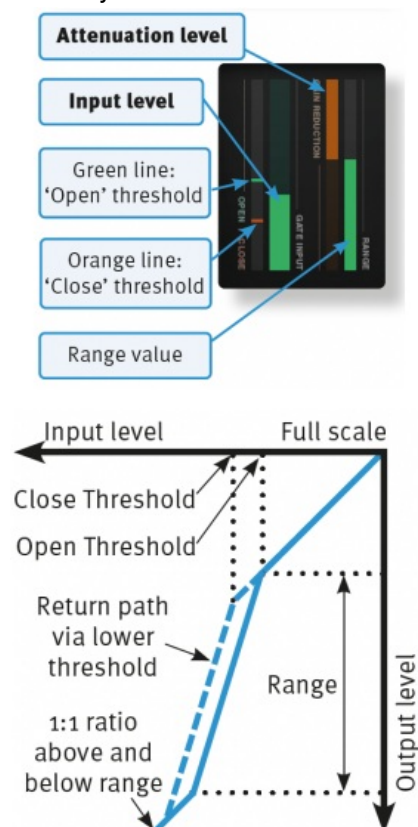 Attenuation level
Input level
Green line:
‘Open’ threshold
Orange line:
‘Close’ threshold
Range value
GAIN REDUCTION
RANGE
GATE INPUT
OPEN
CLOSE
Input level
Full scale
Close Threshold
Open Threshold
Return path
via lower
threshold
Range
1:1 ratio
above and
below range
Output level